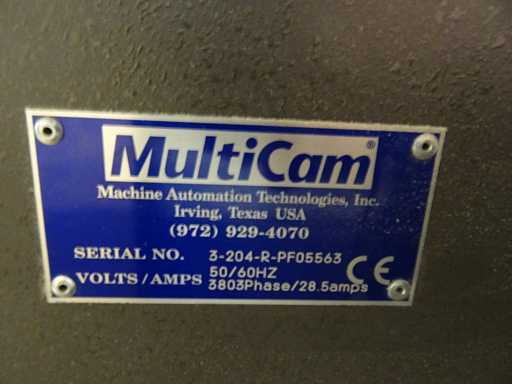 MultiCam®
Machine Automation Technologies, Inc.
Irving, Texas USA
(972) 929-4070
SERIAL NO. 3-204-R-PF05563
VOLTS/AMPS 50/60HZ
3803Phase/28.5amps
CE